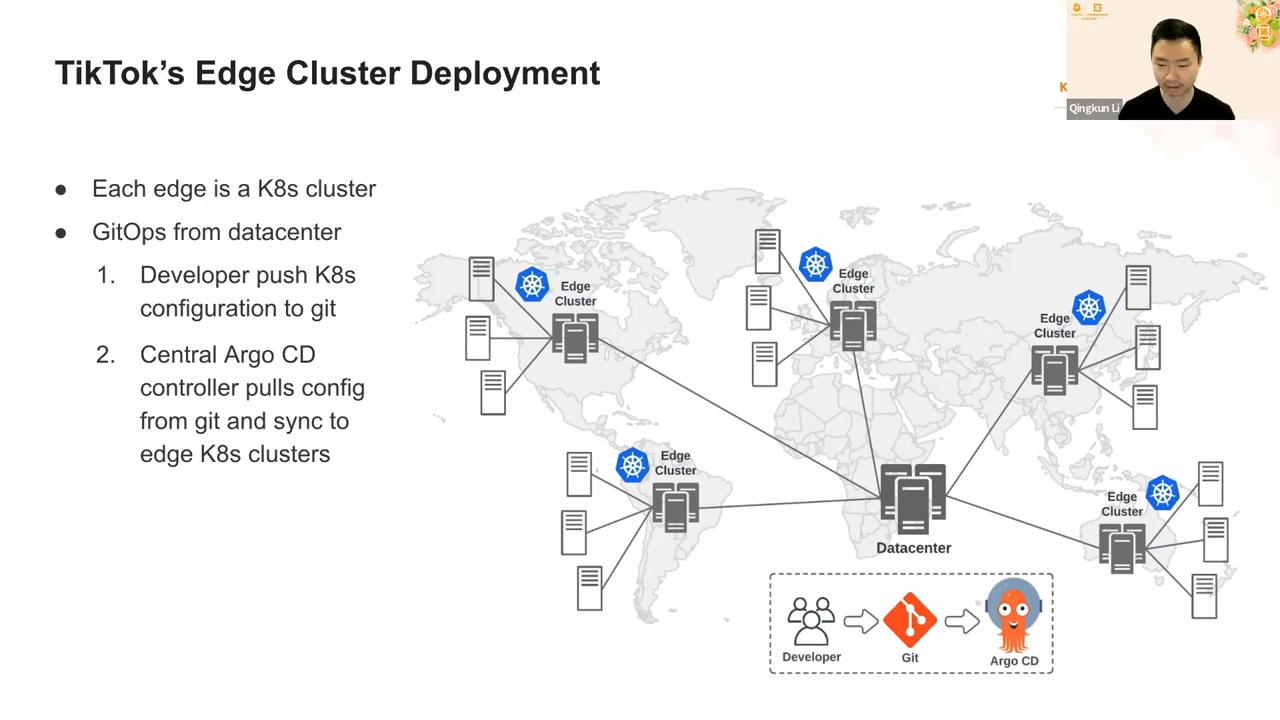 TikTok’s Edge Cluster Deployment
K
Qingkun Li
● Each edge is a K8s cluster
● GitOps from datacenter
1. Developer push K8s
configuration to git
2. Central Argo CD
controller pulls config
from git and sync to
edge K8s clusters
Edge
Cluster
Edge
Cluster
Edge
Cluster
Edge
Cluster
Edge
Cluster
Datacenter
Developer
Git
Argo CD